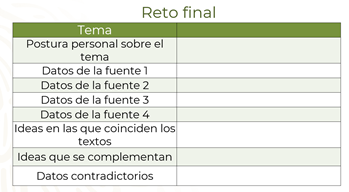 Reto final
Tema
Postura personal sobre el
tema
Datos de la fuente 1
Datos de la fuente 2
Datos de la fuente 3
Datos de la fuente 4
Ideas en las que coinciden los
textos
Ideas que se complementan
Datos contradictorios